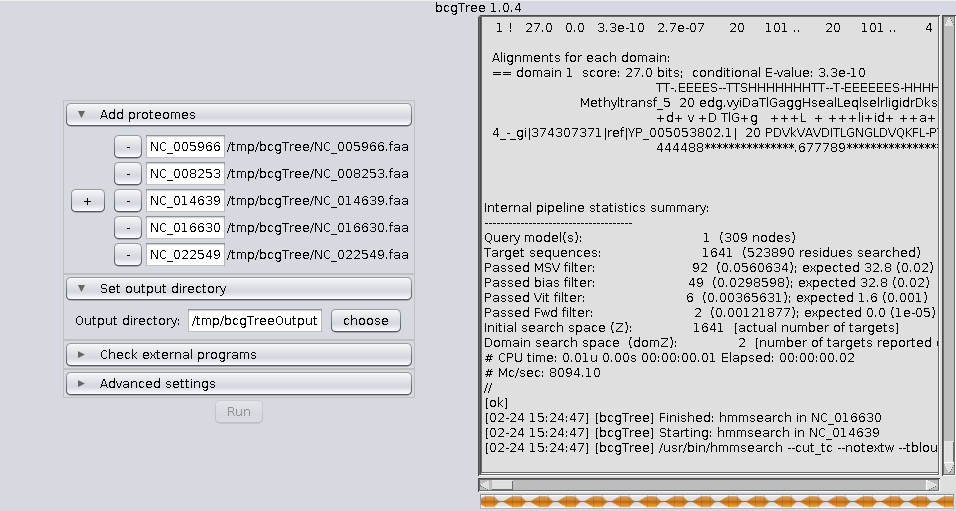 bcgTree 1.0.4
Add proteomes
- NC_005966 /tmp/bcgTree/NC_005966.faa
- NC_008253 /tmp/bcgTree/NC_008253.faa
+ - NC_014639 /tmp/bcgTree/NC_014639.faa
- NC_016630 /tmp/bcgTree/NC_016630.faa
- NC_022549 /tmp/bcgTree/NC_022549.faa
Set output directory
Output directory: /tmp/bcgTreeOutput choose
Check external programs
Advanced settings
Run
1 ! 27.0 0.0 3.3e-10 2.7e-07 20 101 .. 20 101 .. 4
Alignments for each domain:
== domain 1 score: 27.0 bits; conditional E-value: 3.3e-10
TT-.EEEES--TTSHHHHHHHHTT--T-EEEEEES-HHHH
Methyltransf_5 20 edg.vyiDaTlGaggHsealLeqlselrligidrDks
+d+ v +D TlG+g +++L + +++li+id+ ++a+
4_-_gi|374307371|ref|YP_005053802.1| 20 PDVkVAVDITLGNGLDVQKFL-P
444488***************.677789*****************
Internal pipeline statistics summary:
-------------------------------------
Query model(s): 1 (309 nodes)
Target sequences: 1641 (523890 residues searched)
Passed MSV filter: 92 (0.0560634); expected 32.8 (0.02)
Passed bias filter: 49 (0.0298598); expected 32.8 (0.02)
Passed Vit filter: 6 (0.00365631); expected 1.6 (0.001)
Passed Fwd filter: 2 (0.00121877); expected 0.0 (1e-05)
Initial search space (Z): 1641 [actual number of targets]
Domain search space (domZ): 2 [number of targets reported
# CPU time: 0.01u 0.00s 00:00:00.01 Elapsed: 00:00:00.02
# Mc/sec: 8094.10
//
[ok]
[02-24 15:24:47] [bcgTree] Finished: hmmsearch in NC_016630
[02-24 15:24:47] [bcgTree] Starting: hmmsearch in NC_014639
[02-24 15:24:47] [bcgTree] /usr/bin/hmmsearch --cut_tc --notextw --tblou